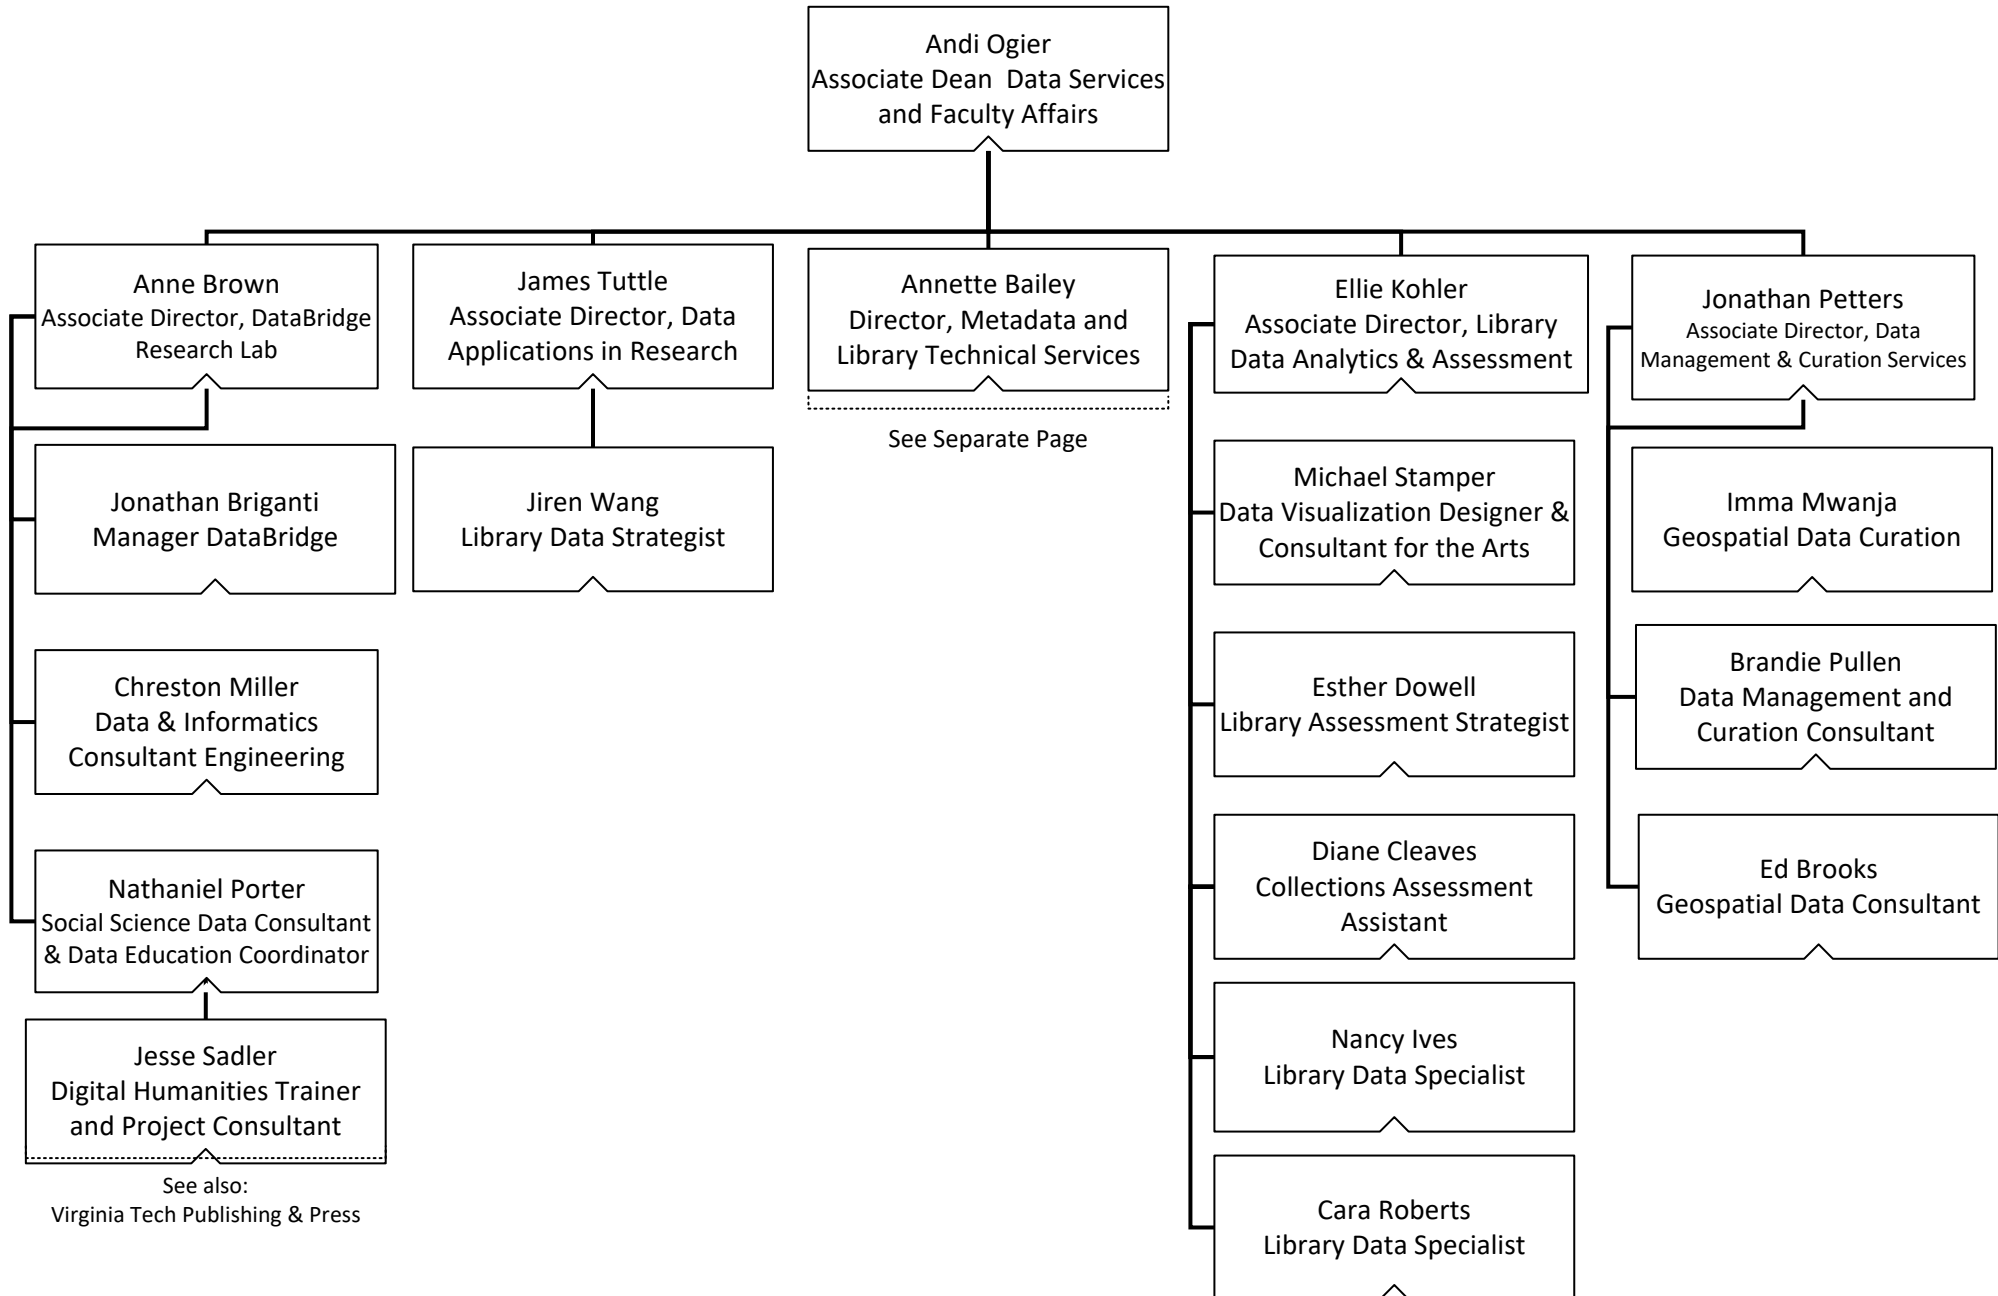 Andi Ogier
Associate Dean  Data Services
and Faculty Affairs
Anne Brown
Associate Director, DataBridge
Research Lab
James Tuttle
Associate Director, Data
Applications in Research
Annette Bailey
Director, Metadata and
Library Technical Services
See Separate Page
Ellie Kohler
Associate Director, Library
Data Analytics & Assessment
Jonathan Petters
Associate Director, Data
Management & Curation Services
Jonathan Briganti
Manager DataBridge
Chreston Miller
Data & Informatics
Consultant Engineering
Nathaniel Porter
Social Science Data Consultant
& Data Education Coordinator
Jesse Sadler
Digital Humanities Trainer
and Project Consultant
See also:
Virginia Tech Publishing & Press
Jiren Wang
Library Data Strategist
Michael Stamper
Data Visualization Designer &
Consultant for the Arts
Esther Dowell
Library Assessment Strategist
Diane Cleaves
Collections Assessment
Assistant
Nancy Ives
Library Data Specialist
Cara Roberts
Library Data Specialist
Imma Mwanja
Geospatial Data Curation
Brandie Pullen
Data Management and
Curation Consultant
Ed Brooks
Geospatial Data Consultant